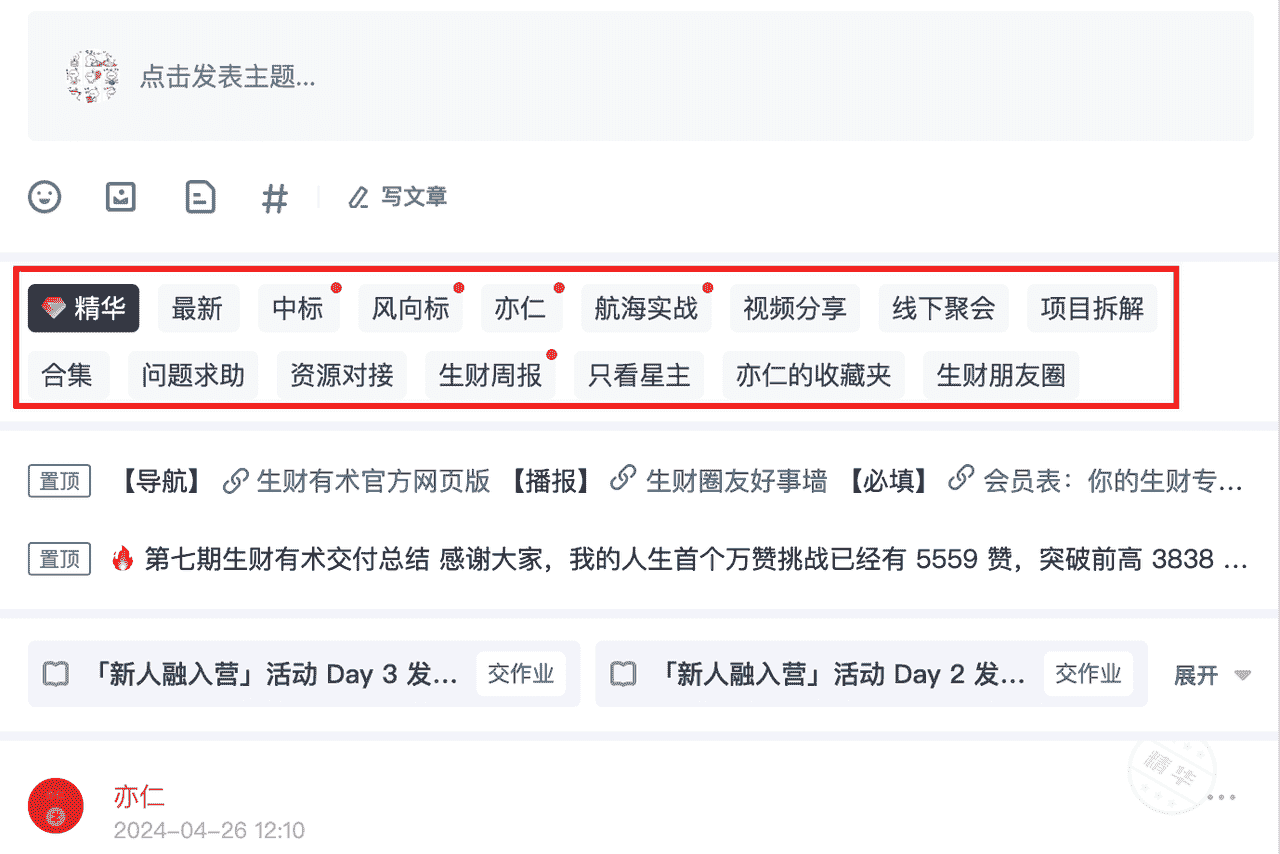 点击发表主题...
写文章
精华 最新 中标 风向标 亦仁 航海实战 视频分享 线下聚会 项目拆解
合集 问题求助 资源对接 生财周报 只看星主 亦仁的收藏夹 生财朋友圈
置顶 【导航】 生财有术官方网页版 【播报】 生财圈友好事墙 【必填】 会员表：你的生财专...
置顶 第七期生财有术交付总结 感谢大家，我的人生首个万赞挑战已经有 5559 赞，突破前高 3838 ...
「新人融入营」活动 Day 3 发... 交作业 「新人融入营」活动 Day 2 发... 交作业 展开
精华
亦仁
2024-04-26 12:10